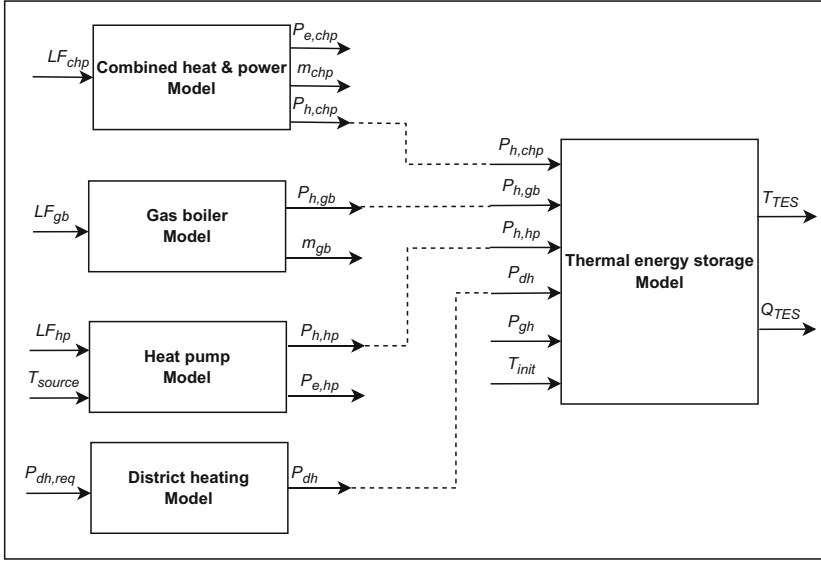 LF_chp
Combined heat & power
Model
P_e,chp
m_chp
P_h,chp
LF_gb
Gas boiler
Model
P_h,gb
m_gb
LF_hp
T_source
Heat pump
Model
P_h,hp
P_e,hp
P_dh,req
District heating
Model
P_dh
P_h,chp
P_h,gb
P_h,hp
P_dh
P_gh
T_init
Thermal energy storage
Model
T_TES
Q_TES